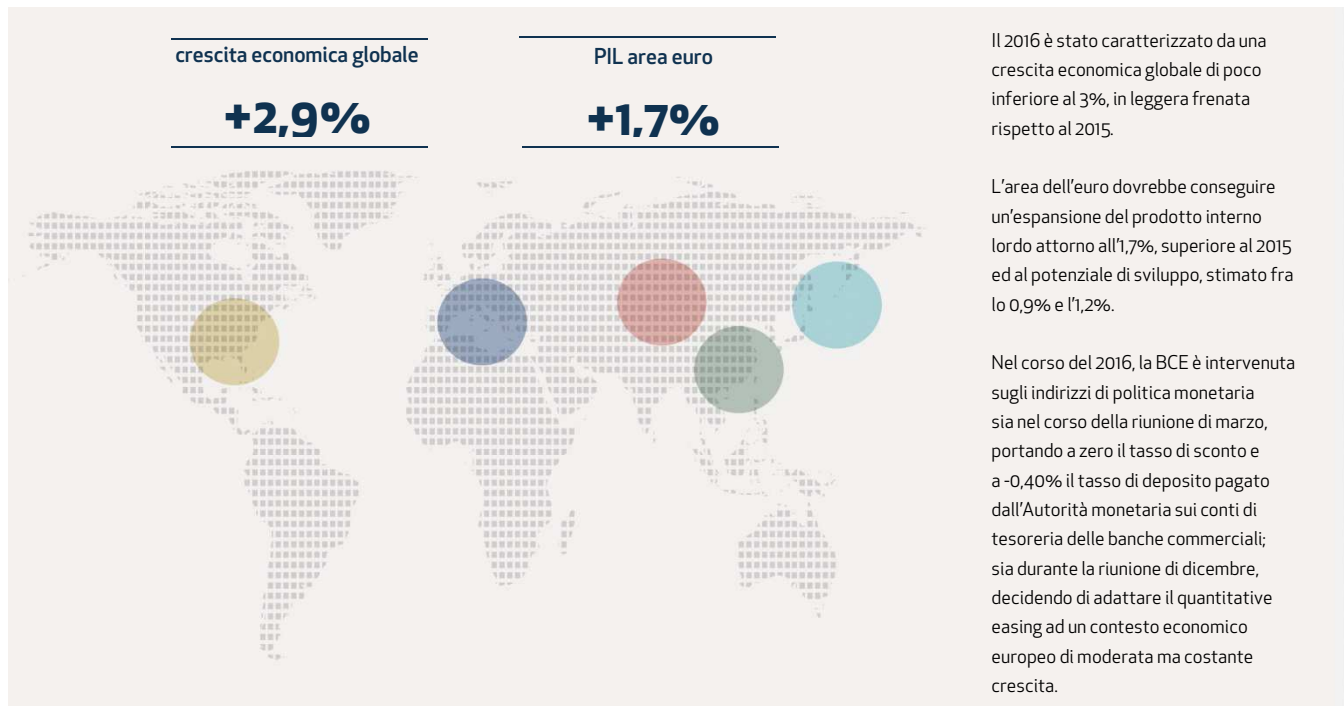 crescita economica globale
+2,9%
PIL area euro
+1,7%
Il 2016 è stato caratterizzato da una
crescita economica globale di poco
inferiore al 3%, in leggera frenata
rispetto al 2015.
L'area dell'euro dovrebbe conseguire
un'espansione del prodotto interno
lordo attorno all'1,7%, superiore al 2015
ed al potenziale di sviluppo, stimato fra
lo 0,9% e l'1,2%.
Nel corso del 2016, la BCE è intervenuta
sugli indirizzi di politica monetaria
sia nel corso della riunione di marzo,
portando a zero il tasso di sconto e
a -0,40% il tasso di deposito pagato
dall'Autorità monetaria sui conti di
tesoreria delle banche commerciali;
sia durante la riunione di dicembre,
decidendo di adattare il quantitative
easing ad un contesto economico
europeo di moderata ma costante
crescita.